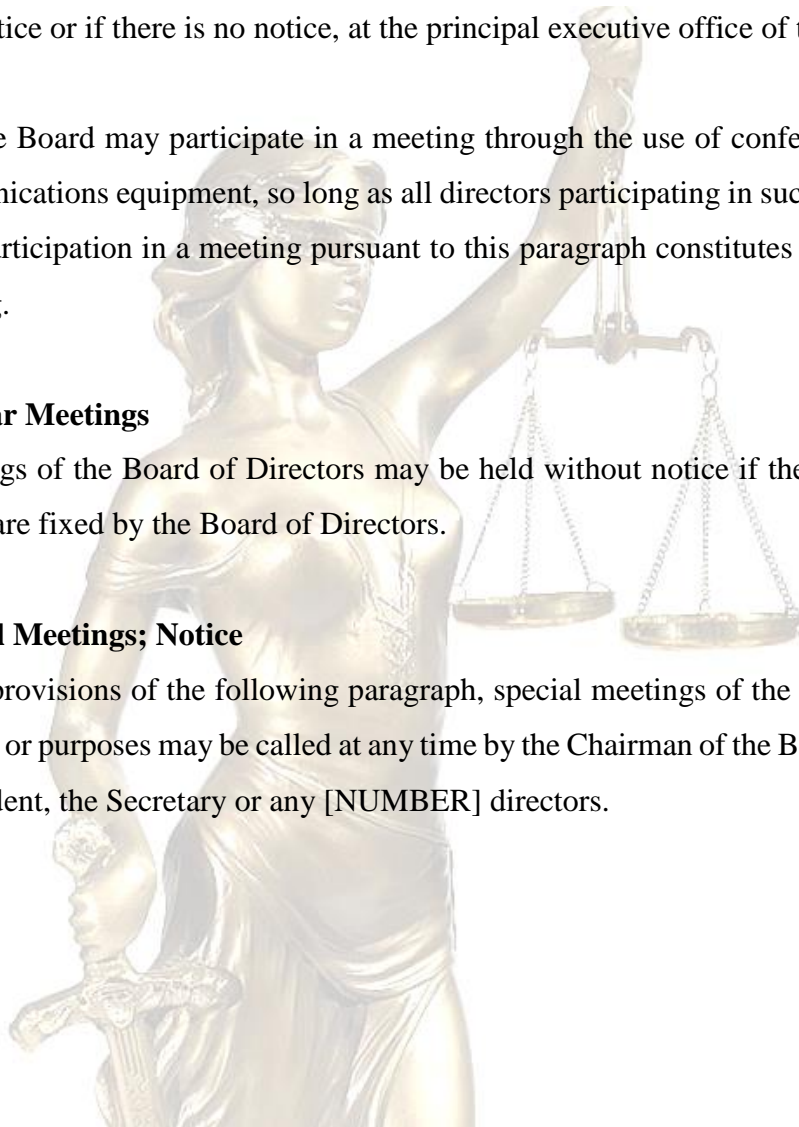 tice or if there is no notice, at the principal executive office of t
e Board may participate in a meeting through the use of confe
nications equipment, so long as all directors participating in suc
articipation in a meeting pursuant to this paragraph constitutes
g.
ar Meetings
gs of the Board of Directors may be held without notice if the
are fixed by the Board of Directors.
l Meetings; Notice
provisions of the following paragraph, special meetings of the
or purposes may be called at any time by the Chairman of the B
dent, the Secretary or any [NUMBER] directors.